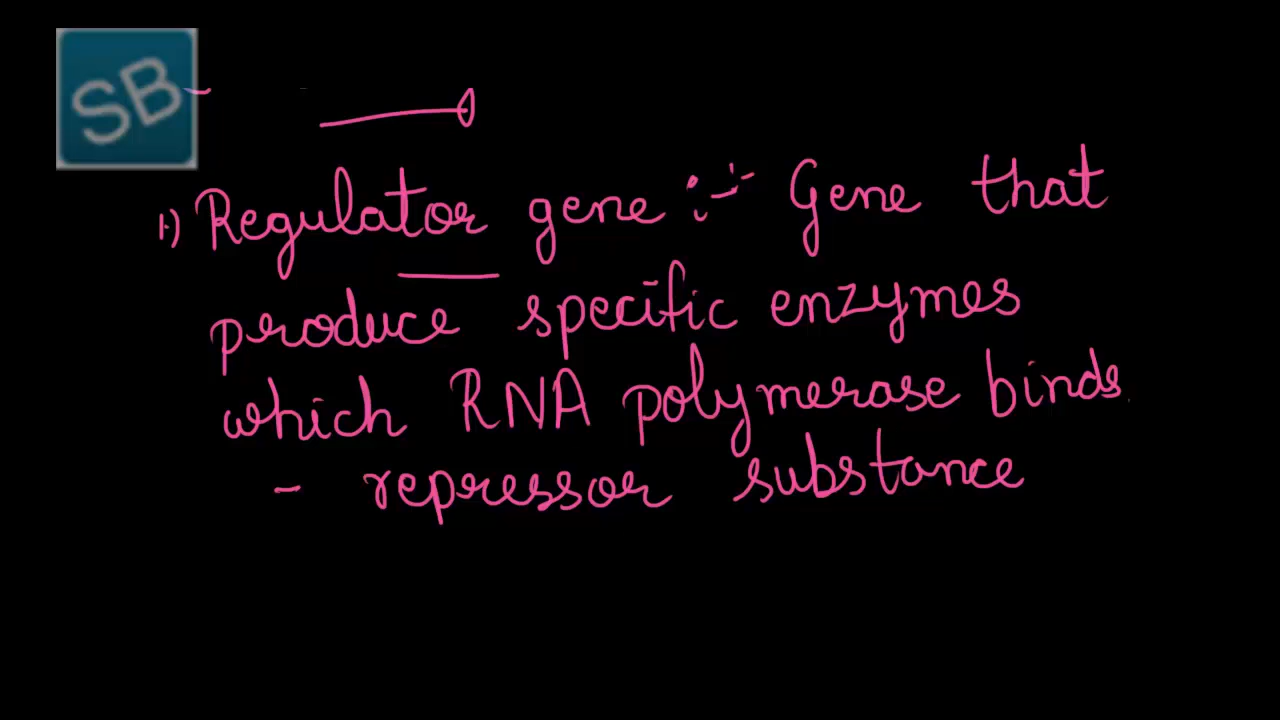 SB
1.) Regulator gene :- Gene that
produce specific enzymes
which RNA polymerase binds
- repressor substance